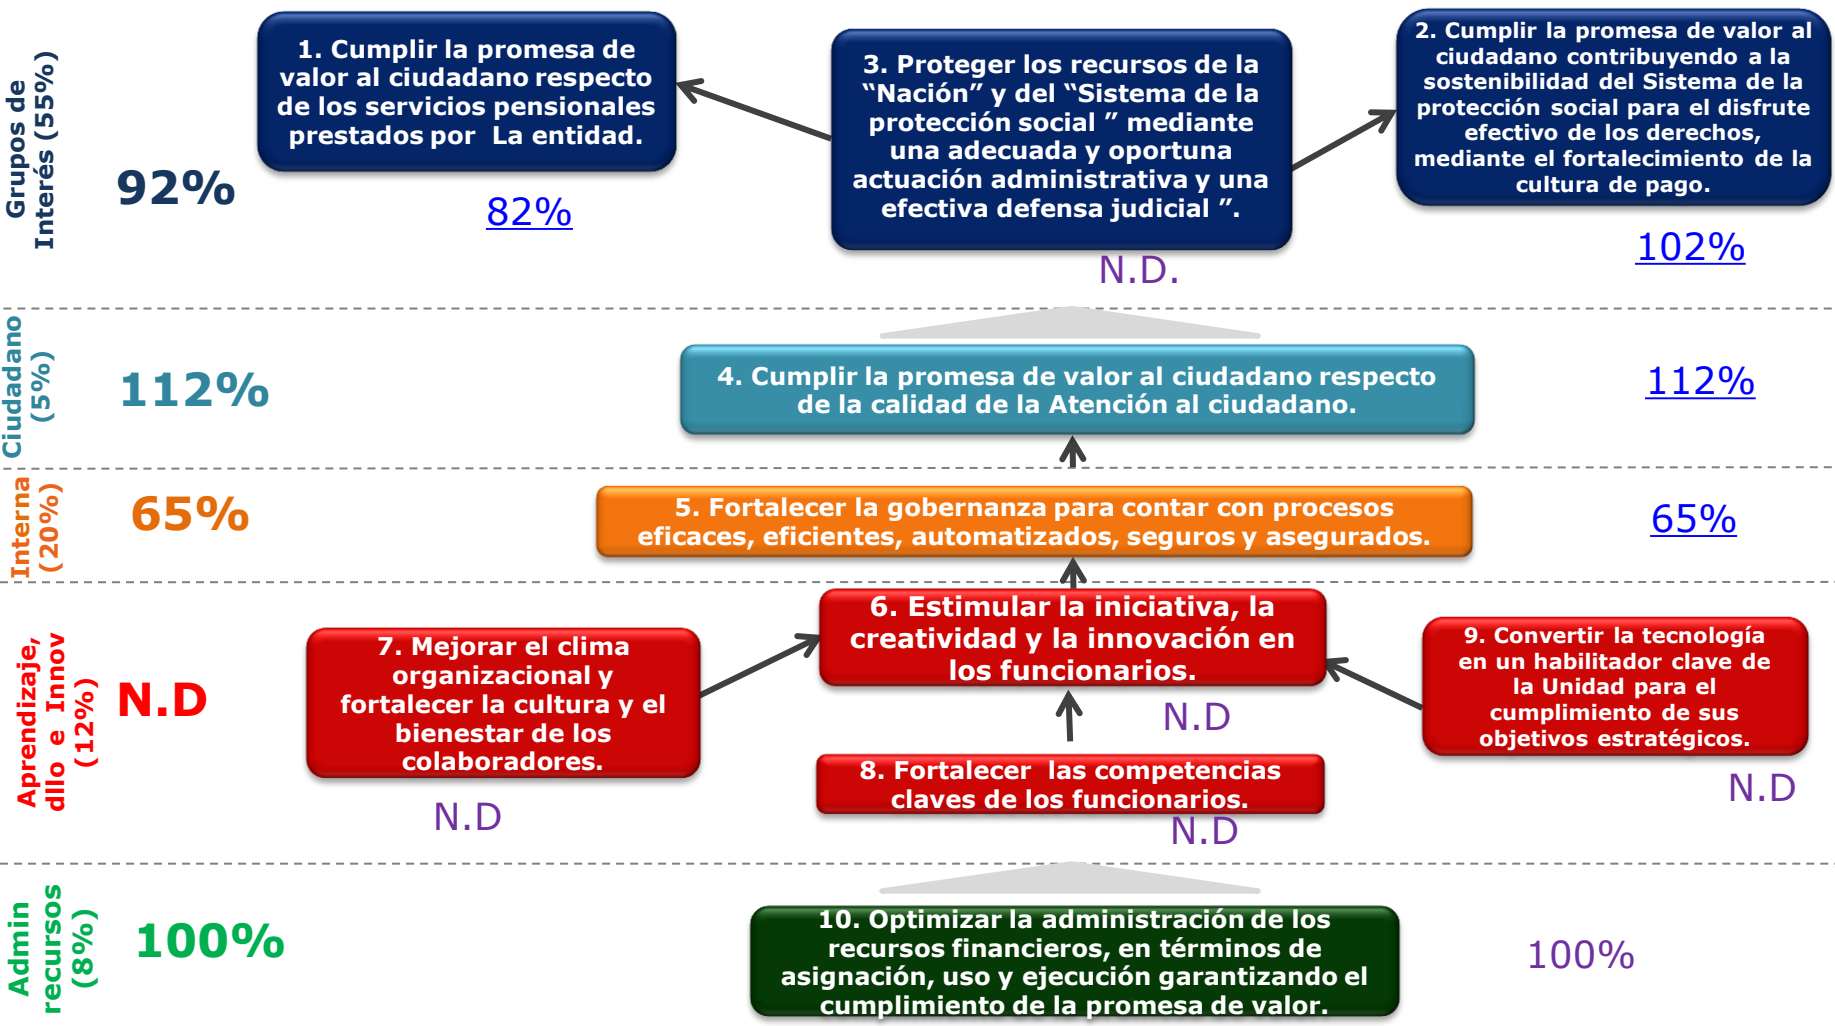 Grupos de
Interés (55%)
92%
1. Cumplir la promesa de
valor al ciudadano respecto
de los servicios pensionales
prestados por La entidad.
82%
3. Proteger los recursos de la
“Nación” y del “Sistema de la
protección social ” mediante
una adecuada y oportuna
actuación administrativa y una
efectiva defensa judicial ”.
N.D.
2. Cumplir la promesa de valor al
ciudadano contribuyendo a la
sostenibilidad del Sistema de la
protección social para el disfrute
efectivo de los derechos,
mediante el fortalecimiento de la
cultura de pago.
102%
Ciudadano
(5%)
112%
4. Cumplir la promesa de valor al ciudadano respecto
de la calidad de la Atención al ciudadano.
112%
Interna
(20%)
65%
5. Fortalecer la gobernanza para contar con procesos
eficaces, eficientes, automatizados, seguros y asegurados.
65%
Aprendizaje,
dllo e Innov
(12%)
N.D
7. Mejorar el clima
organizacional y
fortalecer la cultura y el
bienestar de los
colaboradores.
N.D
6. Estimular la iniciativa, la
creatividad y la innovación en
los funcionarios.
N.D
8. Fortalecer las competencias
claves de los funcionarios.
N.D
9. Convertir la tecnología
en un habilitador clave de
la Unidad para el
cumplimiento de sus
objetivos estratégicos.
N.D
Admin
recursos
(8%)
100%
10. Optimizar la administración de los
recursos financieros, en términos de
asignación, uso y ejecución garantizando el
cumplimiento de la promesa de valor.
100%